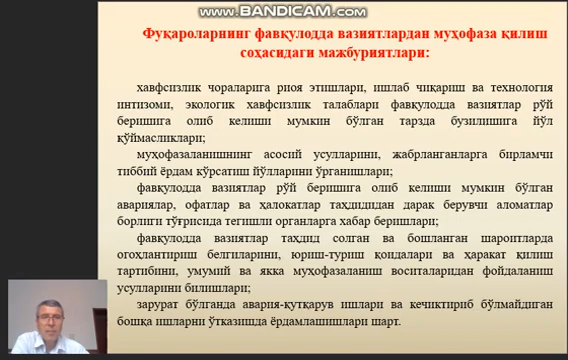 www.BANDICAM.com
Фуқароларнинг фавқулодда вазиятлардан муҳофаза қилиш
соҳасидаги мажбуриятлари:
хавфсизлик чораларига риоя этишлари, ишлаб чиқариш ва технология
интизоми, экологик хавфсизлик талаблари фавқулодда вазиятлар рўй
беришига олиб келиши мумкин бўлган тарзда бузилишига йўл
қўймасликлари;
муҳофазаланишнинг асосий усулларини, жабрланганларга бирламчи
тиббий ёрдам кўрсатиш йўлларини ўрганишлари;
фавқулодда вазиятлар рўй беришига олиб келиши мумкин бўлган
авариялар, офатлар ва ҳалокатлар таҳдидидан дарак берувчи аломатлар
борлиги тўғрисида тегишли органларга хабар беришлари;
фавқулодда вазиятлар таҳдид солган ва бошланган шароитларда
огоҳлантириш белгиларини, юриш-туриш қоидалари ва ҳаракат қилиш
тартибини, умумий ва якка муҳофазаланиш воситаларидан фойдаланиш
усулларини билишлари;
зарурат бўлганда авария-қутқарув ишлари ва кечиктириб бўлмайдиган
бошқа ишларни ўтказишда ёрдамлашишлари шарт.